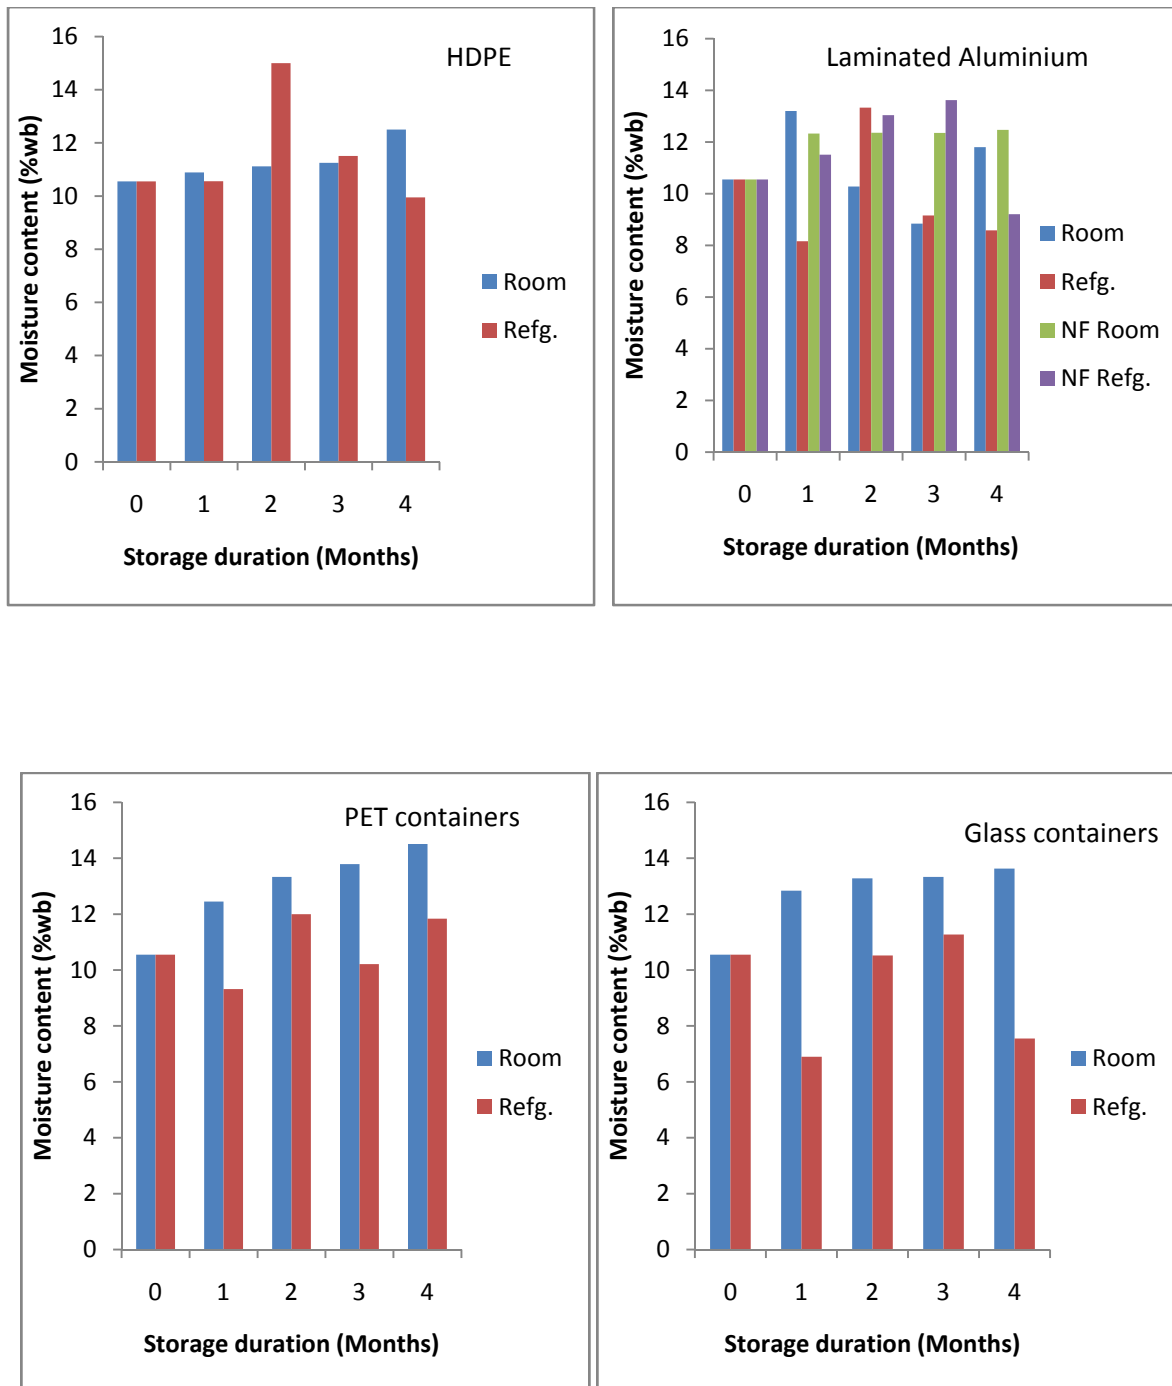 HDPE
Moisture content (%wb)
16
14
12
10
8
6
4
2
0
0 1 2 3 4
Storage duration (Months)
Room
Refg.
Laminated Aluminium
Moisture content (%wb)
16
14
12
10
8
6
4
2
0
0 1 2 3 4
Storage duration (Months)
Room
Refg.
NF Room
NF Refg.
PET containers
Moisture content (%wb)
16
14
12
10
8
6
4
2
0
0 1 2 3 4
Storage duration (Months)
Room
Refg.
Glass containers
Moisture content (%wb)
16
14
12
10
8
6
4
2
0
0 1 2 3 4
Storage duration (Months)
Room
Refg.